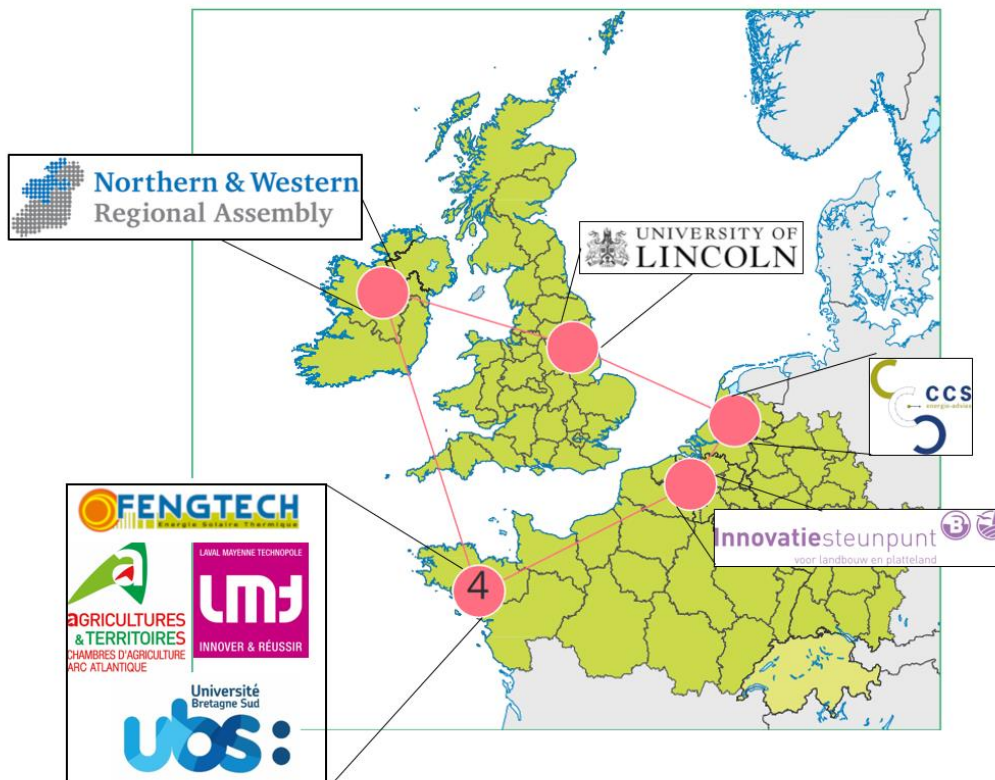 Northern & Western
Regional Assembly
UNIVERSITY OF
LINCOLN
CCS
energie-advies
Innovatiesteunpunt
B
voor landbouw en platteland
4
FENGTECH
Energie Solaire Thermique
a
AGRICULTURES
& TERRITOIRES
CHAMBRES D'AGRICULTURE
ARC ATLANTIQUE
LAVAL MAYENNE TECHNOPOLE
LMT
INNOVER & RÉUSSIR
Université
Bretagne Sud
ubs: